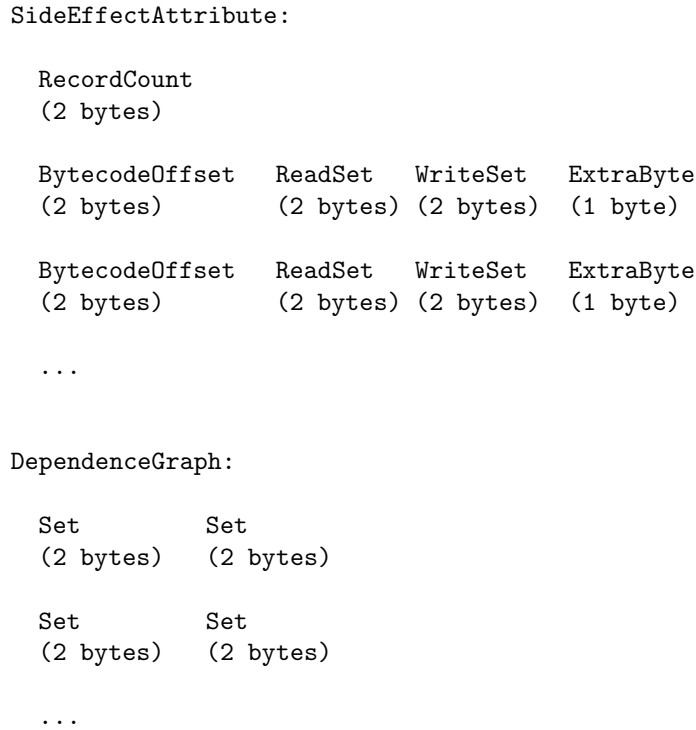 SideEffectAttribute:
RecordCount
(2 bytes)
BytecodeOffset ReadSet WriteSet ExtraByte
(2 bytes) (2 bytes) (2 bytes) (1 byte)
BytecodeOffset ReadSet WriteSet ExtraByte
(2 bytes) (2 bytes) (2 bytes) (1 byte)
...
DependenceGraph:
Set Set
(2 bytes) (2 bytes)
Set Set
(2 bytes) (2 bytes)
...